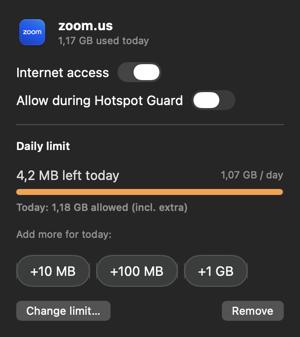 zoom
zoom.us
1,17 GB used today
Internet access
Allow during Hotspot Guard
Daily limit
4,2 MB left today
1,07 GB / day
Today: 1,18 GB allowed (incl. extra)
Add more for today:
+10 MB
+100 MB
+1 GB
Change limit...
Remove